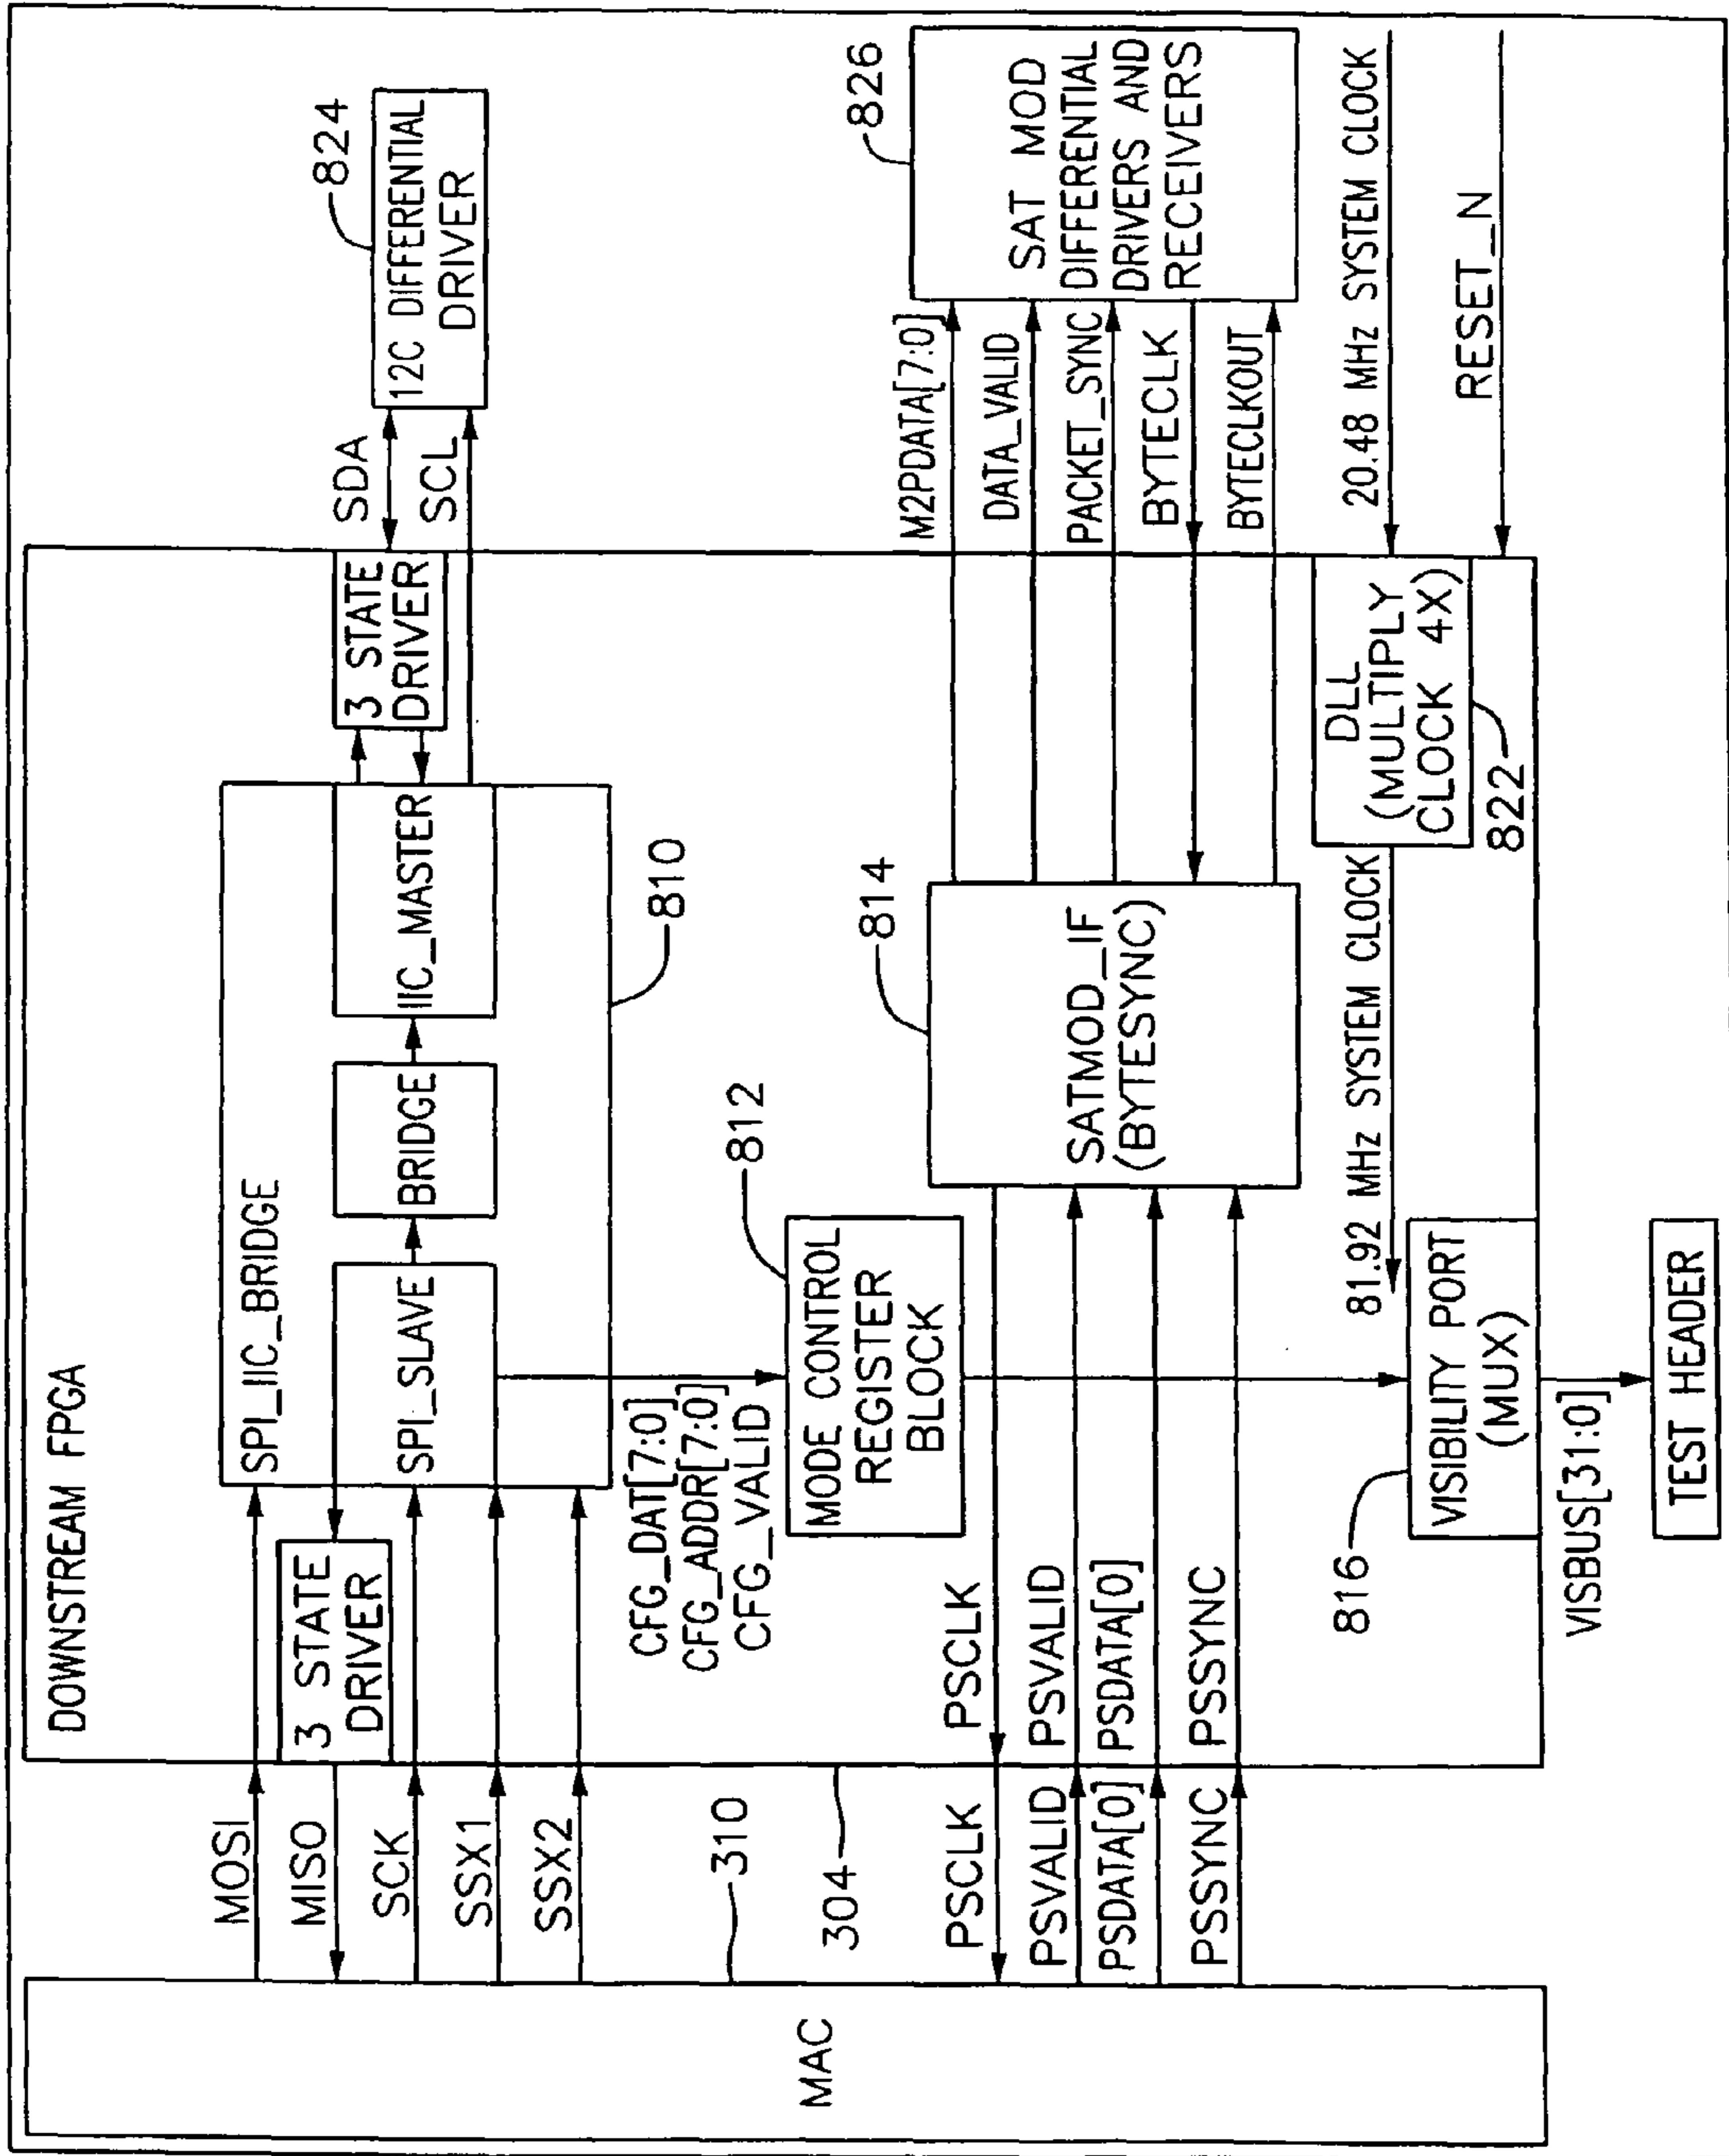 DOWNSTREAM FPGA
SPI_IIC_BRIDGE
MOSI
MISO
SCK
SSX1
SSX2
3 STATE
DRIVER
SPI_SLAVE
BRIDGE
IIC_MASTER
3 STATE
DRIVER
SDA
SCL
12C DIFFERENTIAL
DRIVER
824
810
CFG_DAT[7:0]
CFG_ADDR[7:0]
CFG_VALID
812
MODE CONTROL
REGISTER
BLOCK
MAC
310
304
PSCLK
PSVALID
PSDATA[0]
PSSYNC
PSCLK
PSVALID
PSDATA[0]
PSSYNC
814
SATMOD_IF
(BYTESYNC)
M2PDATA[7:0]
DATA_VALID
PACKET_SYNC
BYTECLK
BYTECLKOUT
826
SAT MOD
DIFFERENTIAL
DRIVERS AND
RECEIVERS
81.92 MHz SYSTEM CLOCK
DLL
(MULTIPLY
CLOCK 4X)
822
20.48 MHz SYSTEM CLOCK
RESET_N
816
VISIBILITY PORT
(MUX)
VISBUS[31:0]
TEST HEADER